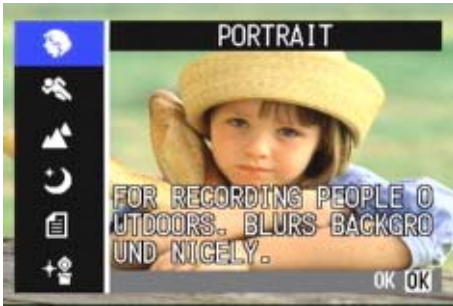 PORTRAIT
FOR RECORDING PEOPLE O
UTDOORS. BLURS BACKGRO
UND NICELY.
OK OK